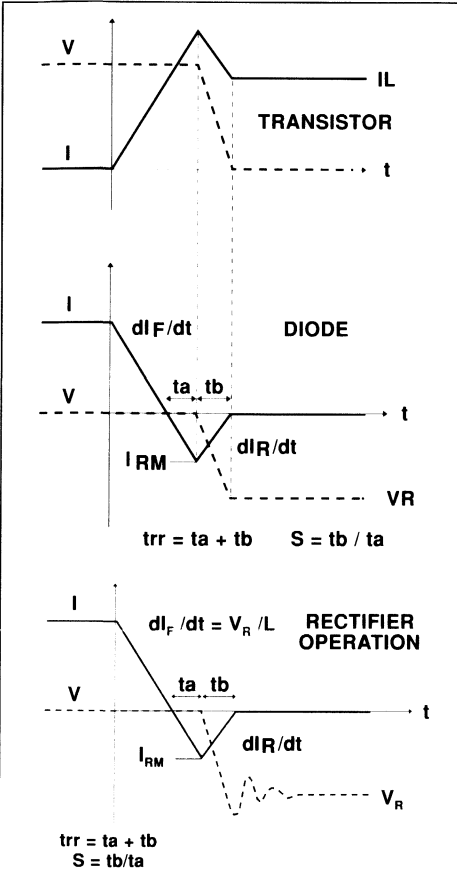 V
IL
TRANSISTOR
I
t
I
dIF/dt
DIODE
ta tb
V
t
IRM
dIR/dt
VR
trr = ta + tb S = tb / ta
I
dIF /dt = VR /L
RECTIFIER
OPERATION
ta tb
V
t
IRM
dIR/dt
VR
trr = ta + tb
S = tb/ta